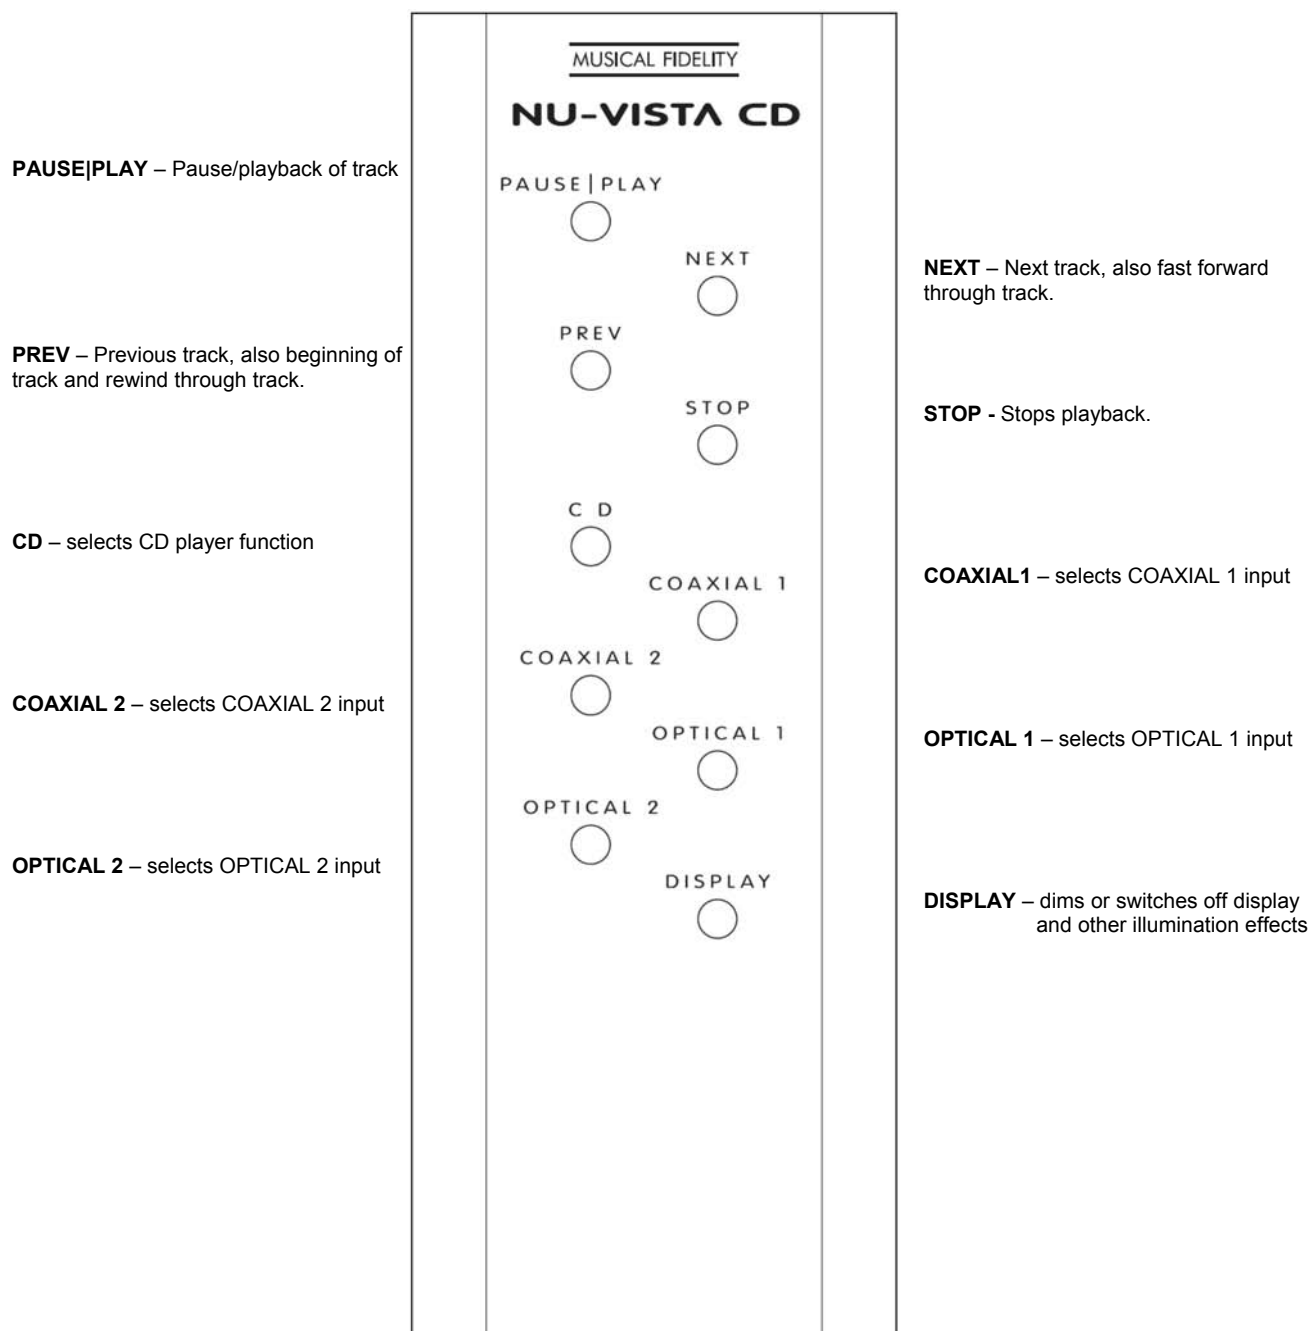 MUSICAL FIDELITY
NU-VISTA CD
PAUSE|PLAY – Pause/playback of track
PAUSE|PLAY
NEXT
NEXT – Next track, also fast forward
through track.
PREV
PREV – Previous track, also beginning of
track and rewind through track.
STOP
STOP - Stops playback.
CD
CD – selects CD player function
COAXIAL 1
COAXIAL1 – selects COAXIAL 1 input
COAXIAL 2
COAXIAL 2 – selects COAXIAL 2 input
OPTICAL 1
OPTICAL 1 – selects OPTICAL 1 input
OPTICAL 2
OPTICAL 2 – selects OPTICAL 2 input
DISPLAY
DISPLAY – dims or switches off display
and other illumination effects